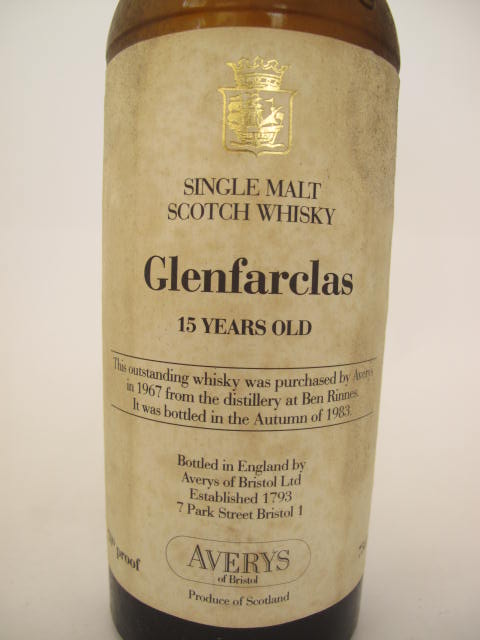 SINGLE MALT
SCOTCH WHISKY
Glenfarclas
15 YEARS OLD
This outstanding whisky was purchased by Averys
in 1967 from the distillery at Ben Rinnes.
It was bottled in the Autumn of 1983.
Bottled in England by
Averys of Bristol Ltd
Established 1793
7 Park Street Bristol 1
proof
AVERYS
of Bristol
Produce of Scotland